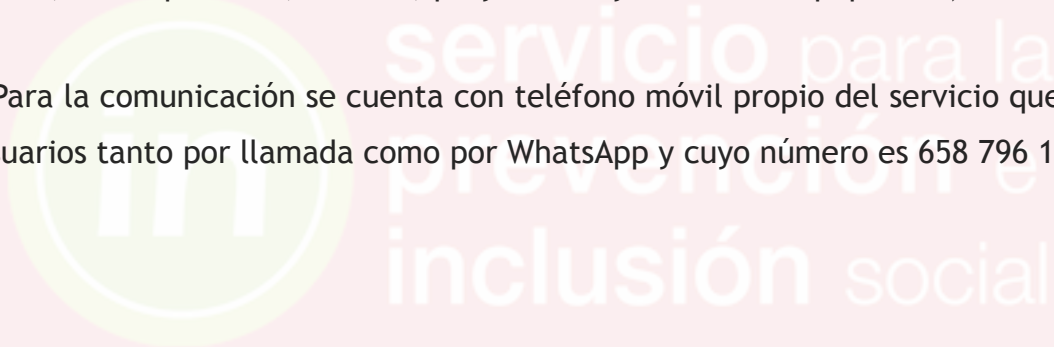 servicio para la
Para la comunicación se cuenta con teléfono móvil propio del servicio que
uarios tanto por llamada como por WhatsApp y cuyo número es 658 796 1
in
prevención e
inclusión social